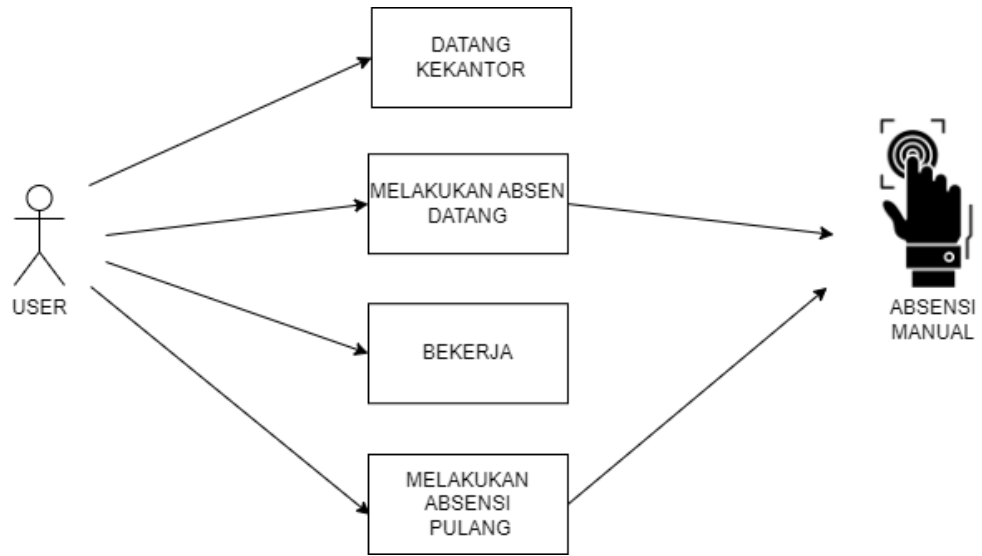 DATANG
KEKANTOR
MELAKUKAN ABSEN
DATANG
USER
BEKERJA
ABSENSI
MANUAL
MELAKUKAN
ABSENSI
PULANG